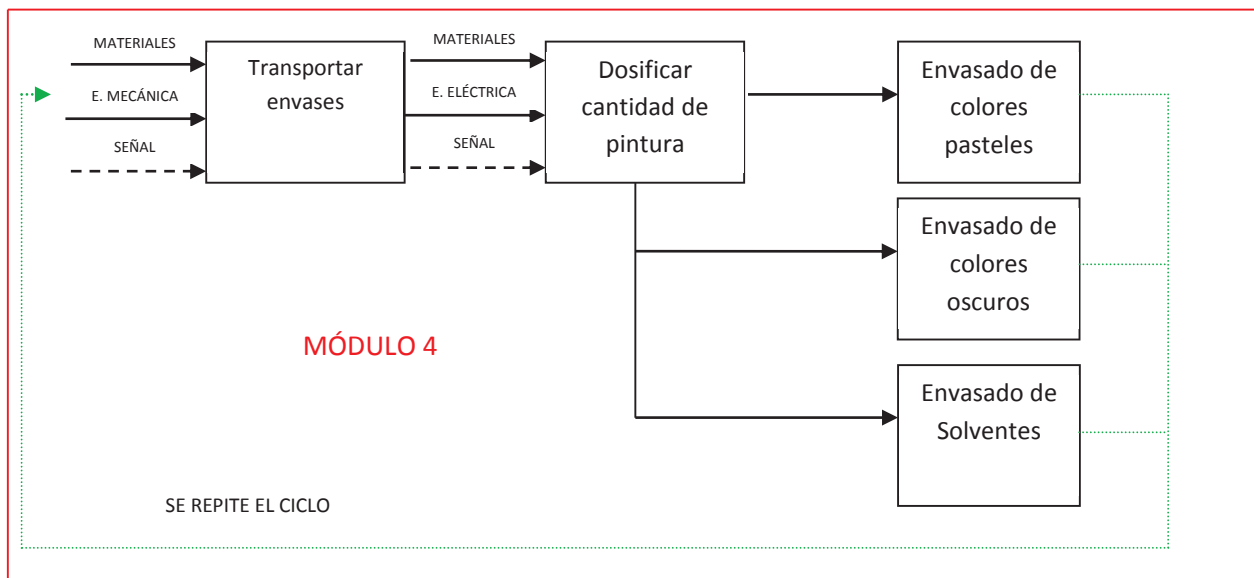 MATERIALES
E. MECÁNICA
SEÑAL
Transportar
envases
MATERIALES
E. ELÉCTRICA
SEÑAL
Dosificar
cantidad de
pintura
Envasado de
colores
pasteles
Envasado de
colores
oscuros
Envasado de
Solventes
MÓDULO 4
SE REPITE EL CICLO